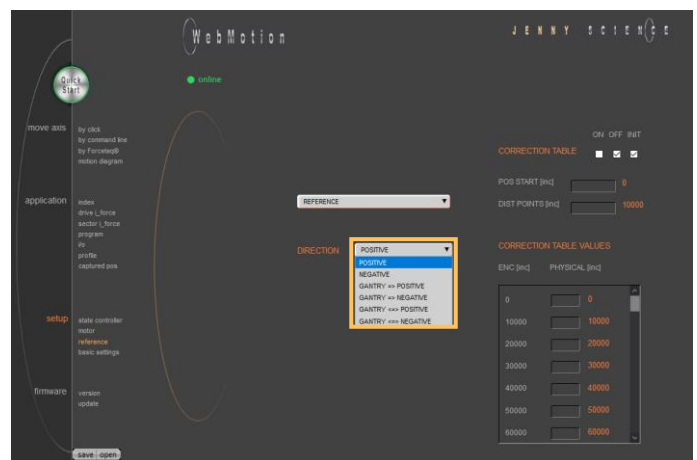 WebMotion
JENNY SCIENCE
Quick
Start
online
move axis
by click
by command line
by Forceteq®
motion diagram
application
index
drive i_force
sector i_force
program
i/o
profile
captured pos
setup
state controller
motor
reference
basic settings
firmware
version
update
save open
REFERENCE
DIRECTION POSITIVE
POSITIVE
NEGATIVE
GANTRY => POSITIVE
GANTRY => NEGATIVE
GANTRY <=> POSITIVE
GANTRY <=> NEGATIVE
ON OFF INIT
CORRECTION TABLE
POS START [inc] 0
DIST POINTS [inc] 10000
CORRECTION TABLE VALUES
ENC [inc] PHYSICAL [inc]
0 0
10000 10000
20000 20000
30000 30000
40000 40000
50000 50000
60000 60000